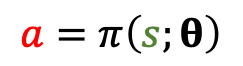 a = π(s; θ)